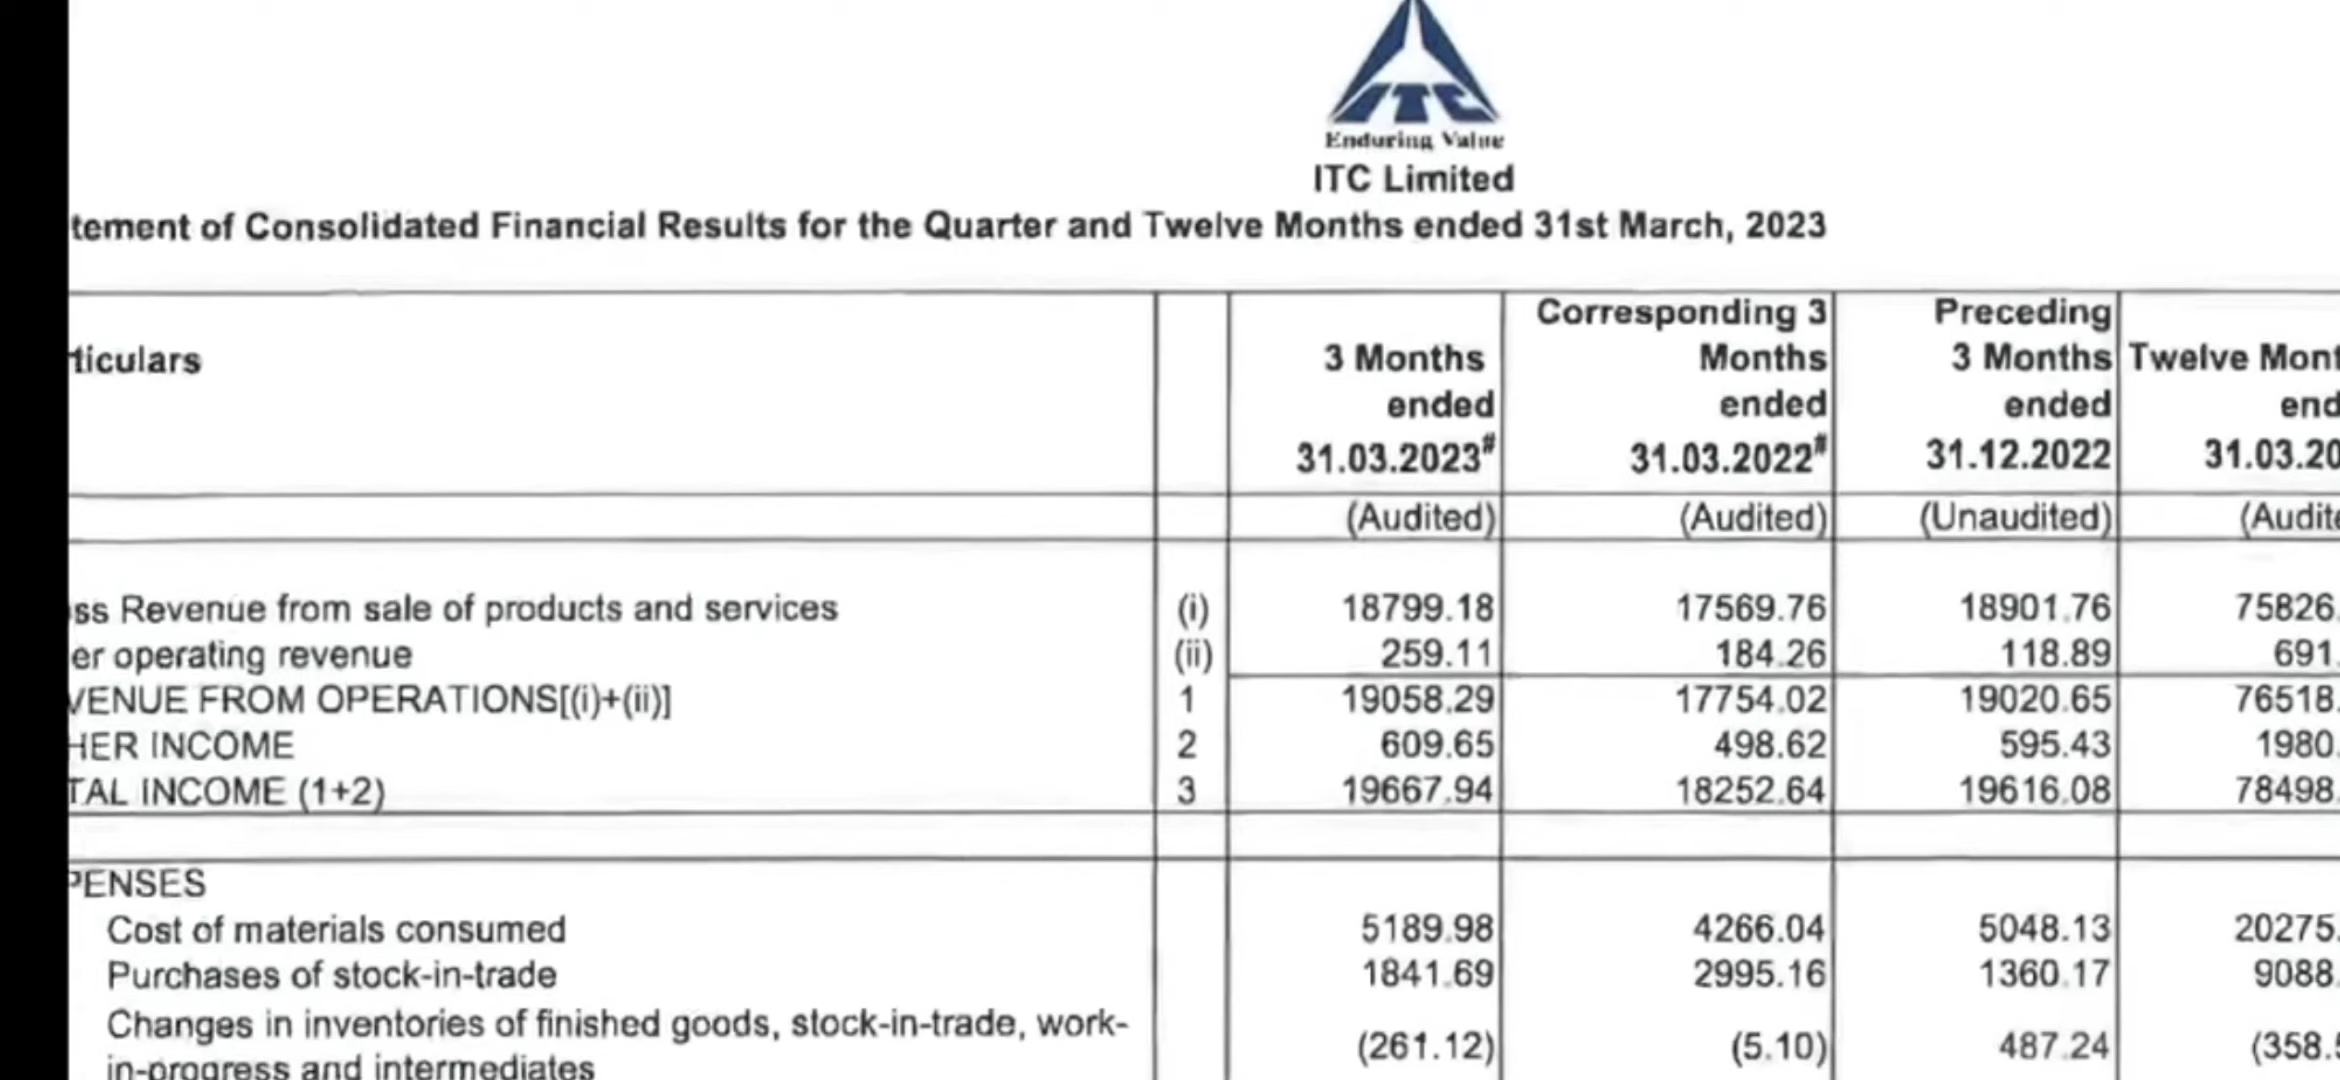 ITC
Enduring Value
ITC Limited
tement of Consolidated Financial Results for the Quarter and Twelve Months ended 31st March, 2023
ticulars 3 Months ended 31.03.2023# Corresponding 3 Months ended 31.03.2022# Preceding 3 Months ended 31.12.2022 Twelve Mont end 31.03.20
(Audited) (Audited) (Unaudited) (Audite
ss Revenue from sale of products and services (i) 18799.18 17569.76 18901.76 75826.
er operating revenue (ii) 259.11 184.26 118.89 691.
VENUE FROM OPERATIONS[(i)+(ii)] 1 19058.29 17754.02 19020.65 76518.
HER INCOME 2 609.65 498.62 595.43 1980.
TAL INCOME (1+2) 3 19667.94 18252.64 19616.08 78498.
PENSES
Cost of materials consumed 5189.98 4266.04 5048.13 20275.
Purchases of stock-in-trade 1841.69 2995.16 1360.17 9088.
Changes in inventories of finished goods, stock-in-trade, work-
in-progress and intermediates (261.12) (5.10) 487.24 (358.5